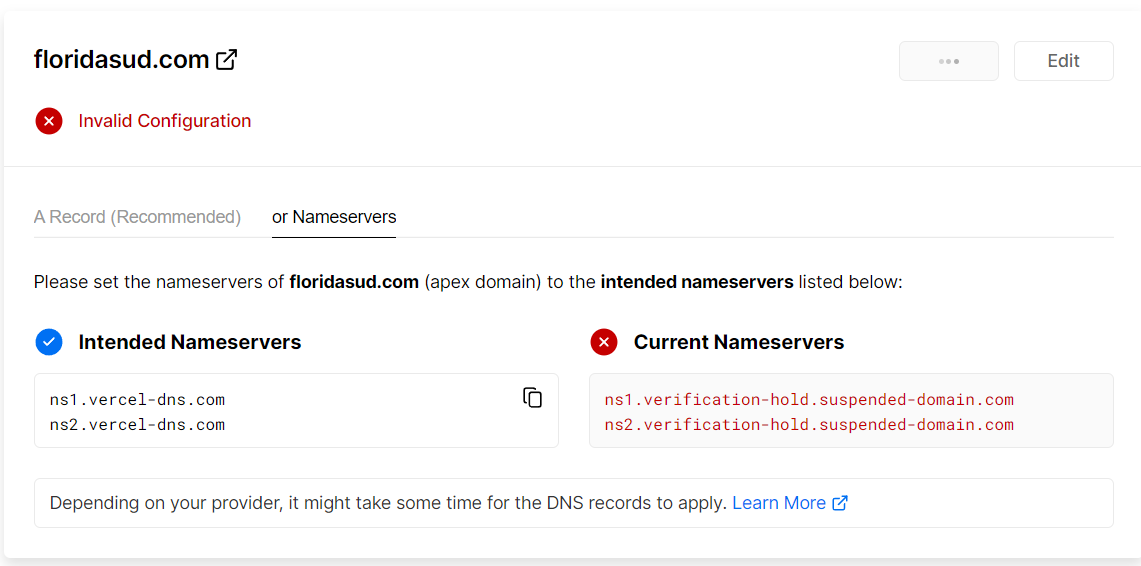 floridasud.com
Edit
Invalid Configuration
A Record (Recommended)
or Nameservers
Please set the nameservers of floridasud.com (apex domain) to the intended nameservers listed below:
Intended Nameservers
ns1.vercel-dns.com
ns2.vercel-dns.com
Current Nameservers
ns1.verification-hold.suspended-domain.com
ns2.verification-hold.suspended-domain.com
Depending on your provider, it might take some time for the DNS records to apply. Learn More